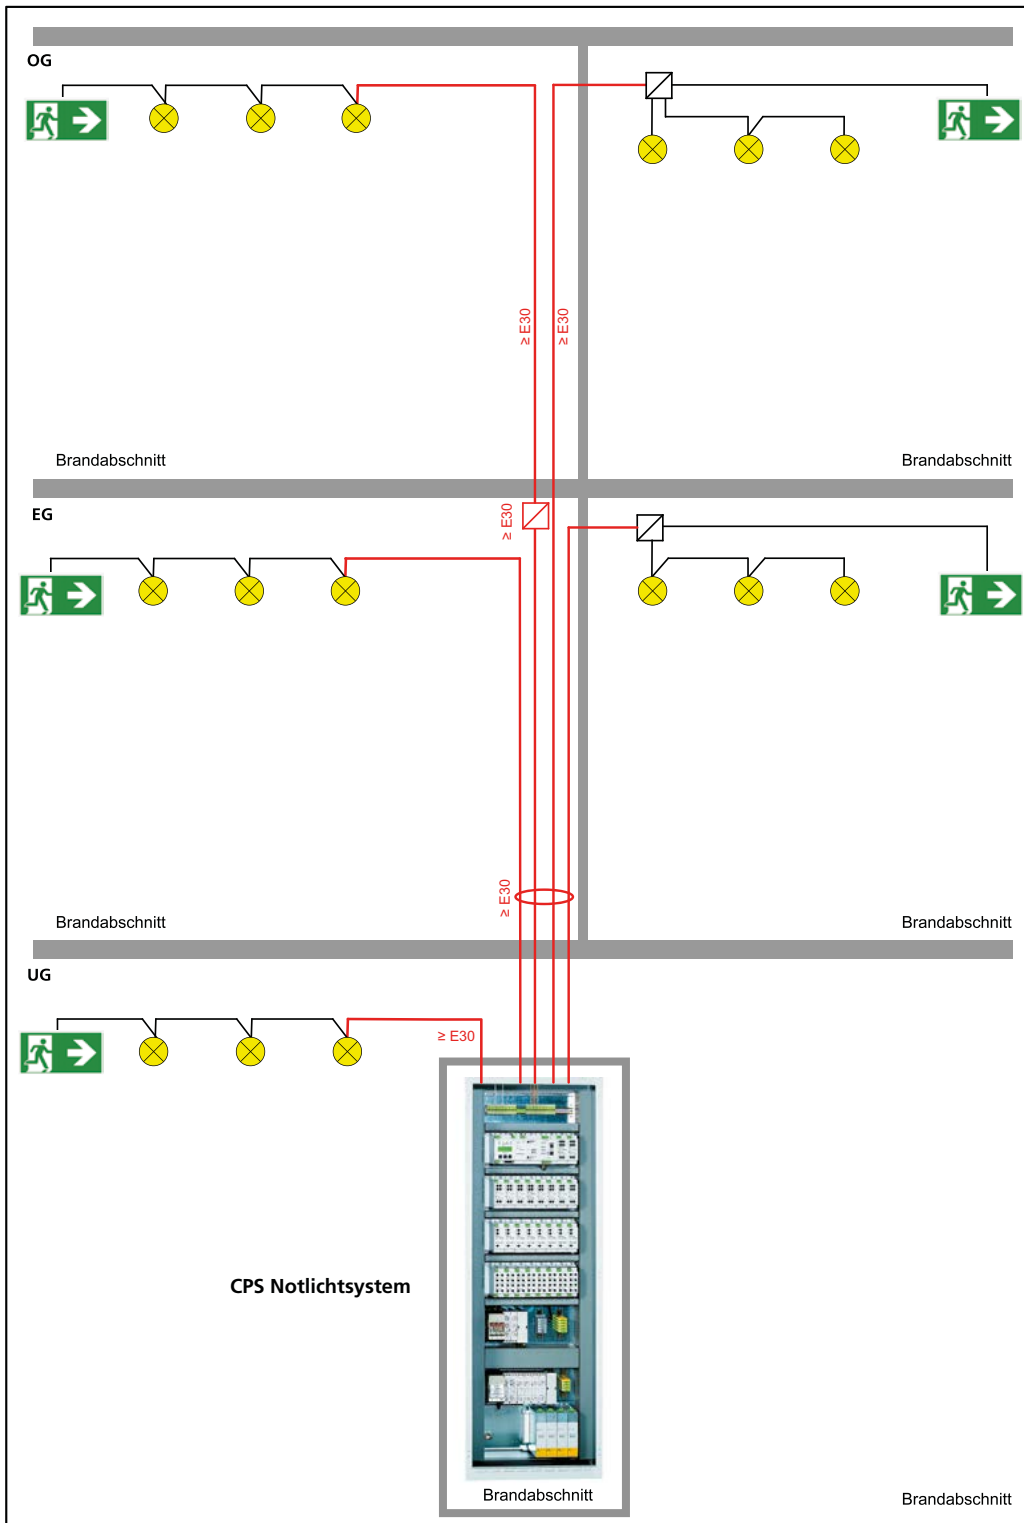 OG
≥ E30
≥ E30
Brandabschnitt
Brandabschnitt
EG
≥ E30
≥ E30
Brandabschnitt
Brandabschnitt
UG
≥ E30
CPS Notlichtsystem
Brandabschnitt
Brandabschnitt